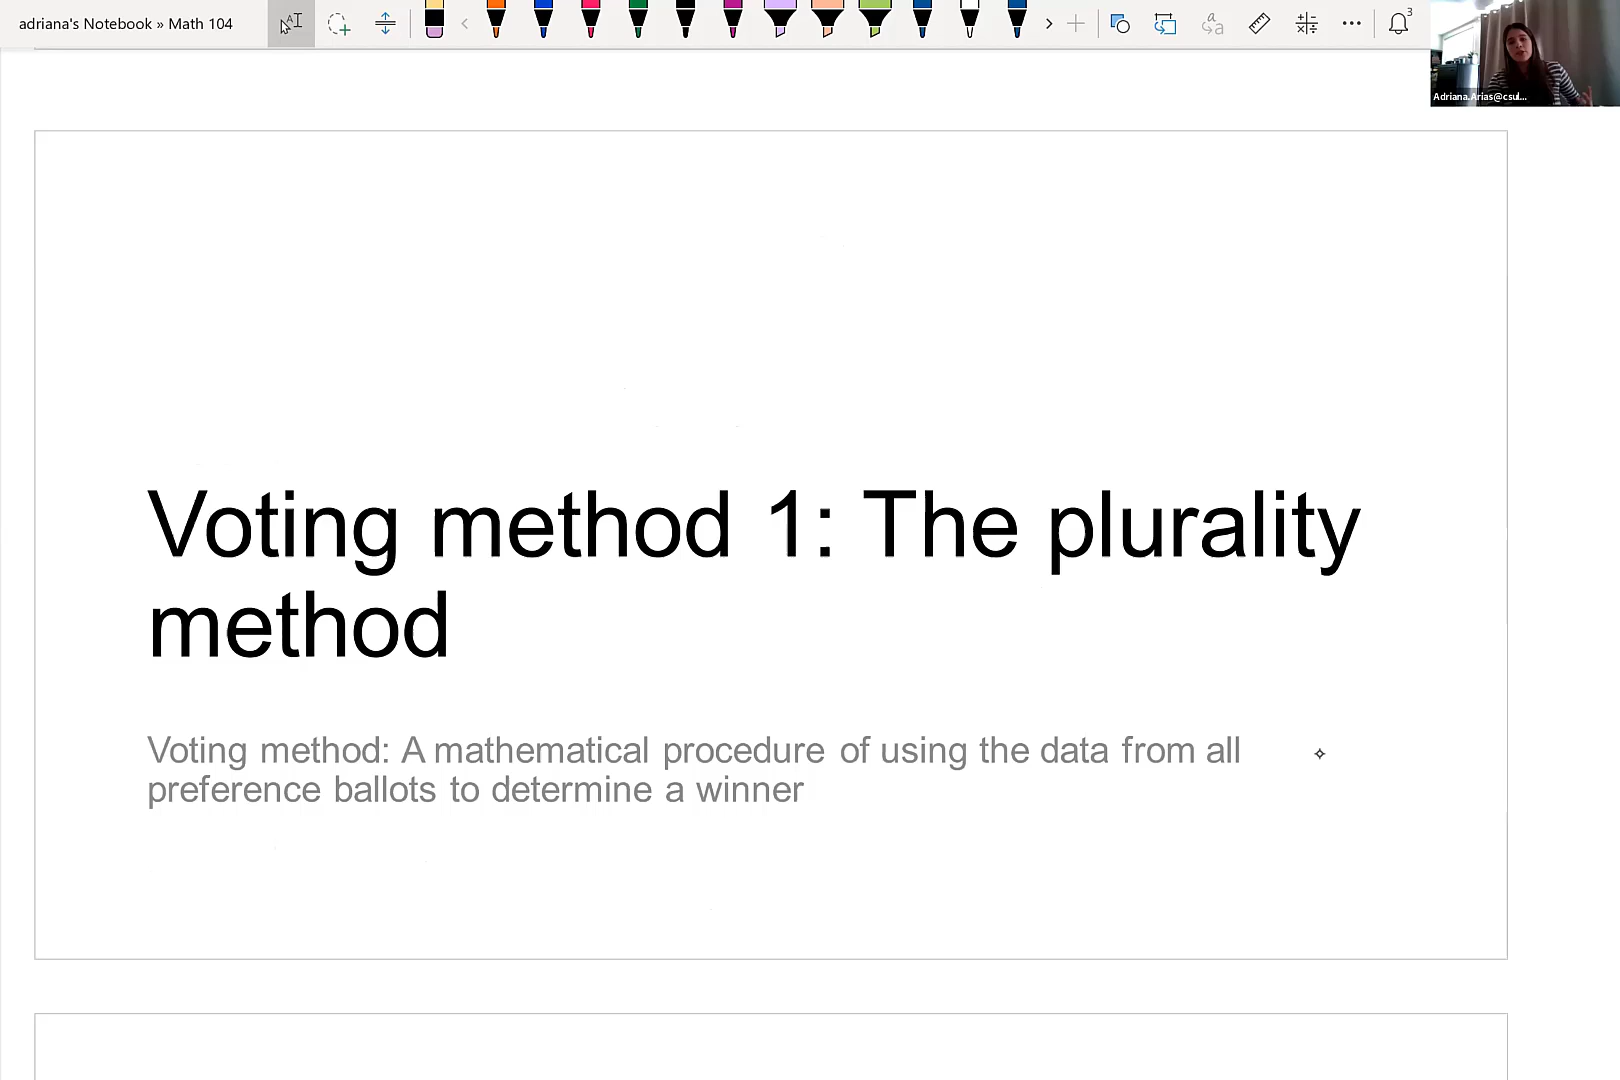 adriana's Notebook » Math 104
3
Adriana.Arias@csul...
Voting method 1: The plurality
method
Voting method: A mathematical procedure of using the data from all
preference ballots to determine a winner